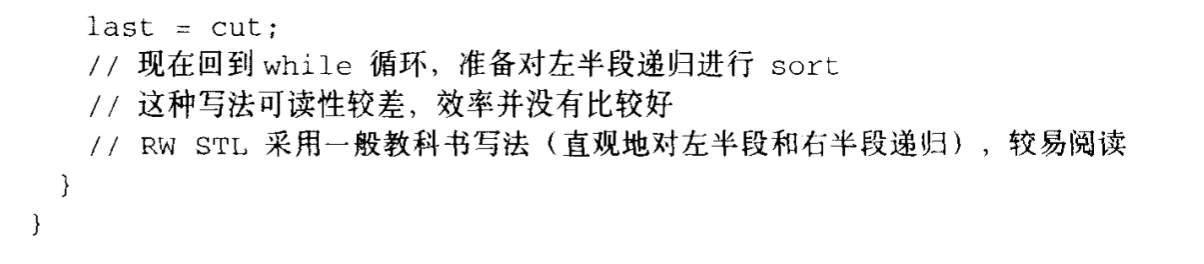 last = cut;
// 现在回到 while 循环，准备对左半段递归进行 sort
// 这种写法可读性较差，效率并没有比较好
// RW STL 采用一般教科书写法（直观地对左半段和右半段递归），较易阅读
}
}